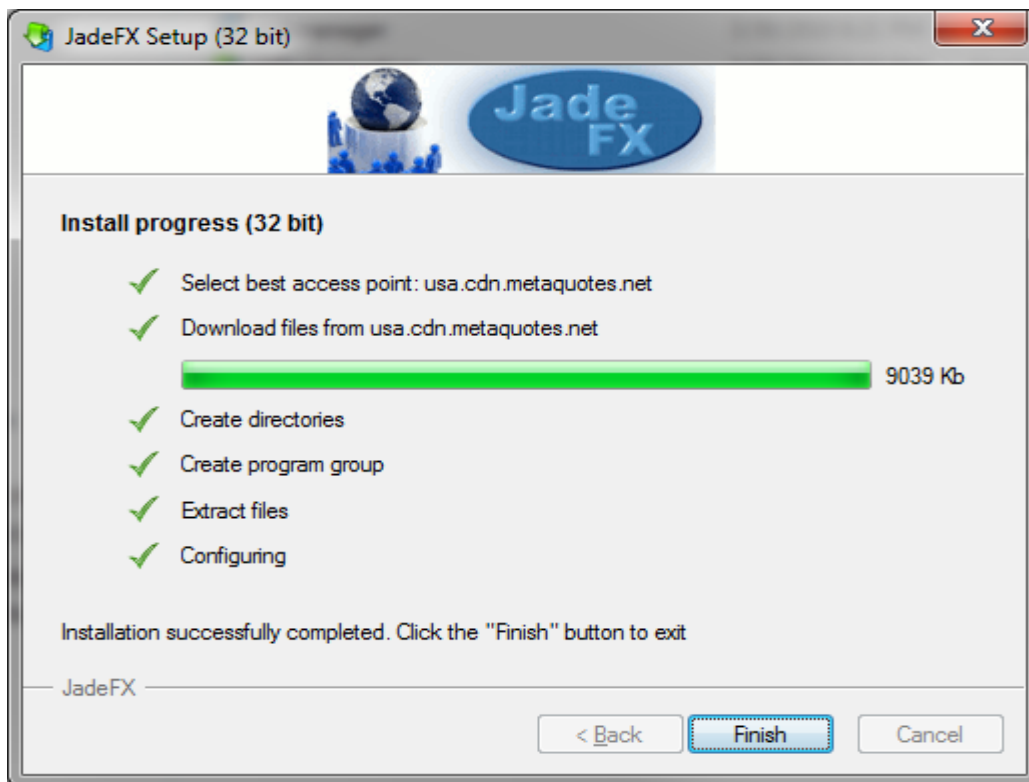 JadeFX Setup (32 bit)
Jade
FX
Install progress (32 bit)
Select best access point: usa.cdn.metaquotes.net
Download files from usa.cdn.metaquotes.net
9039 Kb
Create directories
Create program group
Extract files
Configuring
Installation successfully completed. Click the "Finish" button to exit
JadeFX
< Back
Finish
Cancel